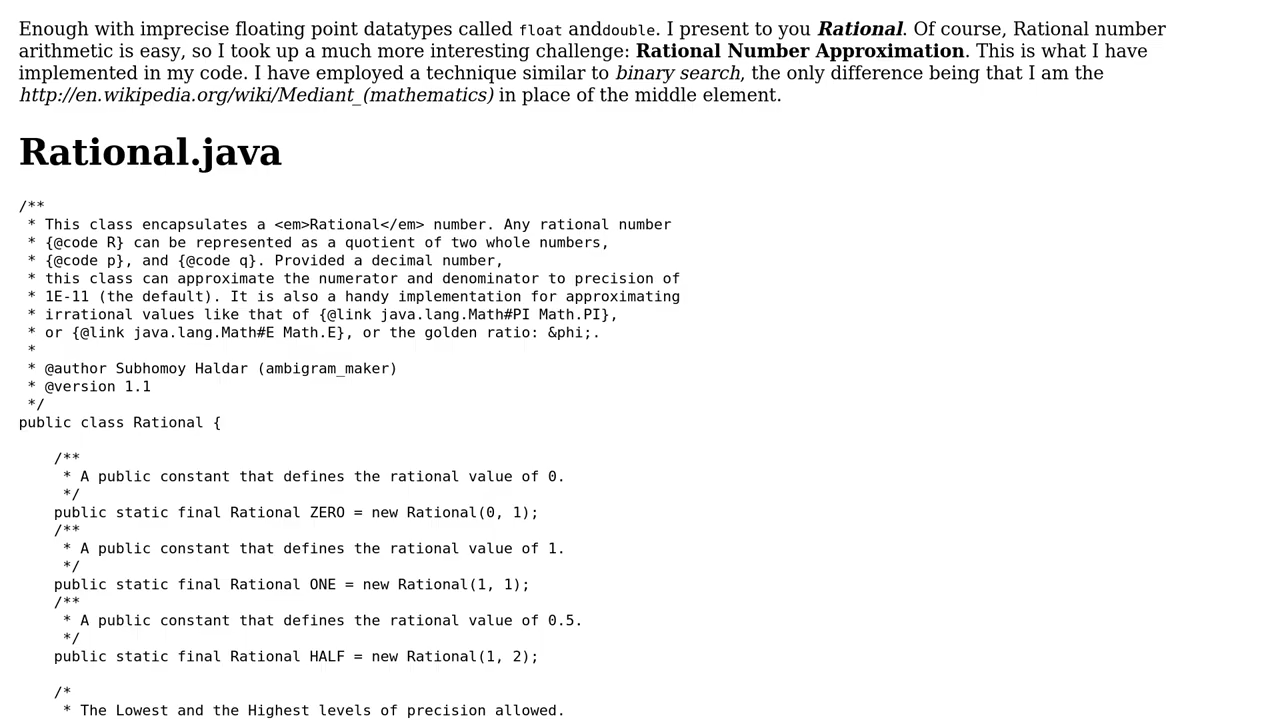 Enough with imprecise floating point datatypes called float anddouble. I present to you Rational. Of course, Rational number
arithmetic is easy, so I took up a much more interesting challenge: Rational Number Approximation. This is what I have
implemented in my code. I have employed a technique similar to binary search, the only difference being that I am the
http://en.wikipedia.org/wiki/Mediant_(mathematics) in place of the middle element.
Rational.java
/**
 * This class encapsulates a <em>Rational</em> number. Any rational number
 * {@code R} can be represented as a quotient of two whole numbers,
 * {@code p}, and {@code q}. Provided a decimal number,
 * this class can approximate the numerator and denominator to precision of
 * 1E-11 (the default). It is also a handy implementation for approximating
 * irrational values like that of {@link java.lang.Math#PI Math.PI},
 * or {@link java.lang.Math#E Math.E}, or the golden ratio: &phi;.
 *
 * @author Subhomoy Haldar (ambigram_maker)
 * @version 1.1
 */
public class Rational {
    /**
     * A public constant that defines the rational value of 0.
     */
    public static final Rational ZERO = new Rational(0, 1);
    /**
     * A public constant that defines the rational value of 1.
     */
    public static final Rational ONE = new Rational(1, 1);
    /**
     * A public constant that defines the rational value of 0.5.
     */
    public static final Rational HALF = new Rational(1, 2);
    /*
     * The Lowest and the Highest levels of precision allowed.